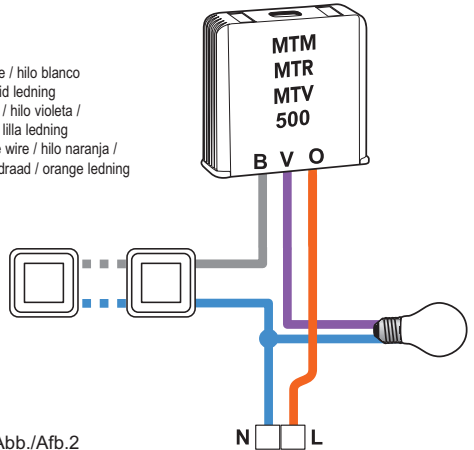 MTM
MTR
MTV
500
B V O
/ hilo blanco
ledning
/ hilo violeta /
lilla ledning
wire / hilo naranja /
draad / orange ledning
N L
Abb./Afb.2